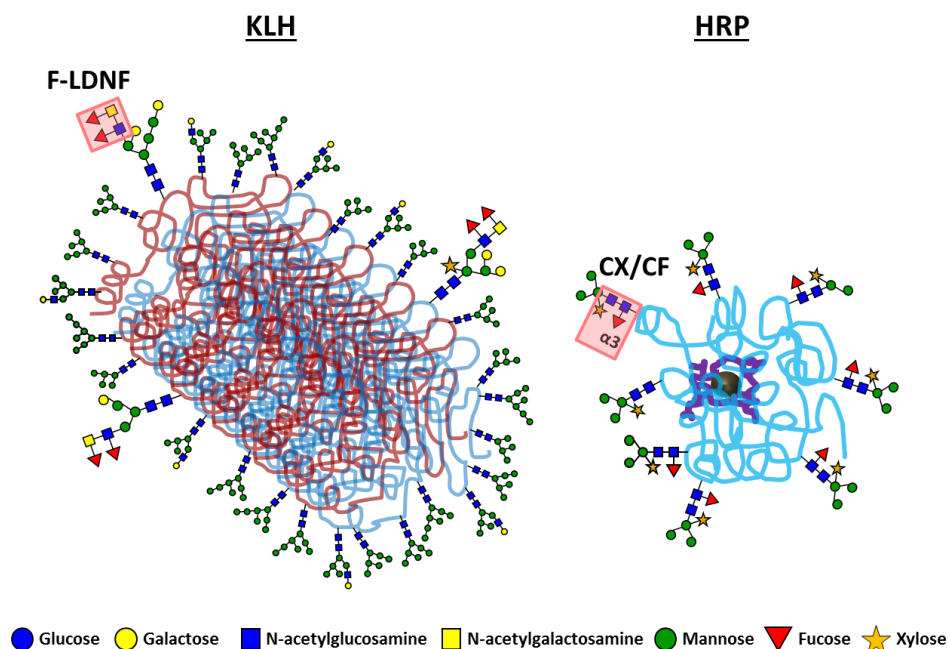 KLH
HRP
F-LDNF
CX/CF
α3
Glucose
Galactose
N-acetylglucosamine
N-acetylgalactosamine
Mannose
Fucose
Xylose